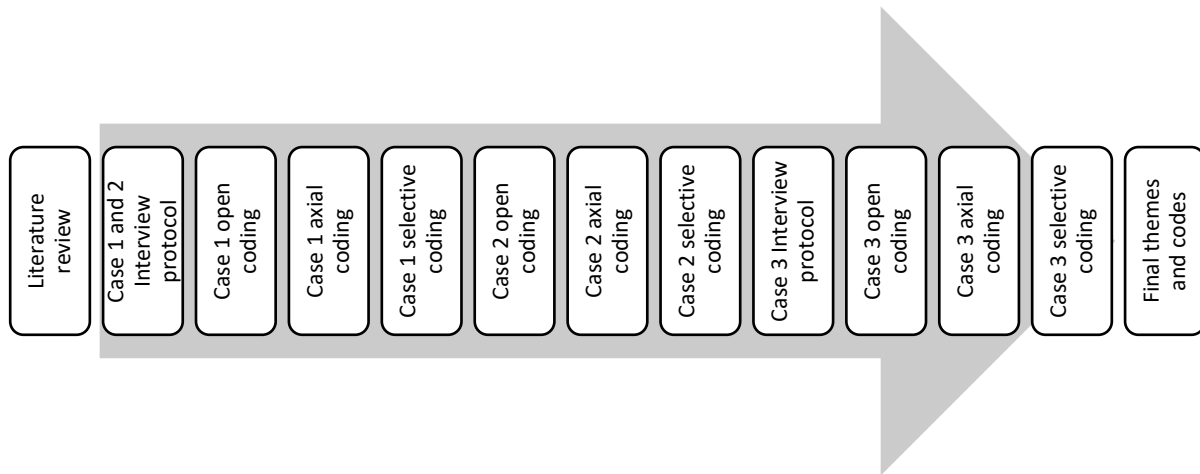 Literature
review
Case 1 and 2
Interview
protocol
Case 1 open
coding
Case 1 axial
coding
Case 1 selective
coding
Case 2 open
coding
Case 2 axial
coding
Case 2 selective
coding
Case 3 Interview
protocol
Case 3 open
coding
Case 3 axial
coding
Case 3 selective
coding
Final themes
and codes